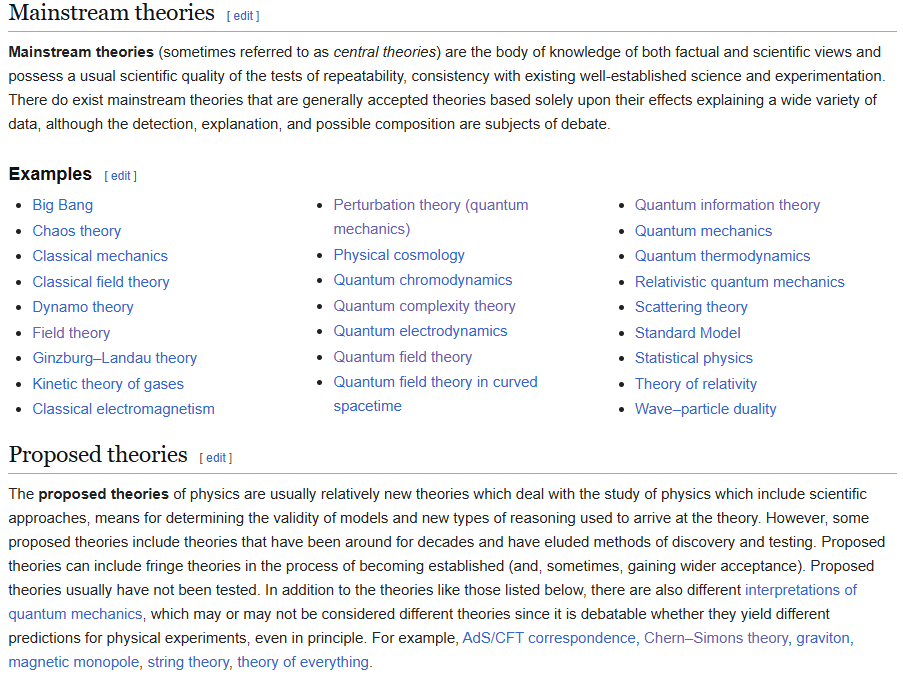 Mainstream theories [ edit ]
Mainstream theories (sometimes referred to as central theories) are the body of knowledge of both factual and scientific views and
possess a usual scientific quality of the tests of repeatability, consistency with existing well-established science and experimentation.
There do exist mainstream theories that are generally accepted theories based solely upon their effects explaining a wide variety of
data, although the detection, explanation, and possible composition are subjects of debate.
Examples [ edit ]
Big Bang
Chaos theory
Classical mechanics
Classical field theory
Dynamo theory
Field theory
Ginzburg–Landau theory
Kinetic theory of gases
Classical electromagnetism
Perturbation theory (quantum
mechanics)
Physical cosmology
Quantum chromodynamics
Quantum complexity theory
Quantum electrodynamics
Quantum field theory
Quantum field theory in curved
spacetime
Quantum information theory
Quantum mechanics
Quantum thermodynamics
Relativistic quantum mechanics
Scattering theory
Standard Model
Statistical physics
Theory of relativity
Wave–particle duality
Proposed theories [ edit ]
The proposed theories of physics are usually relatively new theories which deal with the study of physics which include scientific
approaches, means for determining the validity of models and new types of reasoning used to arrive at the theory. However, some
proposed theories include theories that have been around for decades and have eluded methods of discovery and testing. Proposed
theories can include fringe theories in the process of becoming established (and, sometimes, gaining wider acceptance). Proposed
theories usually have not been tested. In addition to the theories like those listed below, there are also different interpretations of
quantum mechanics, which may or may not be considered different theories since it is debatable whether they yield different
predictions for physical experiments, even in principle. For example, AdS/CFT correspondence, Chern–Simons theory, graviton,
magnetic monopole, string theory, theory of everything.